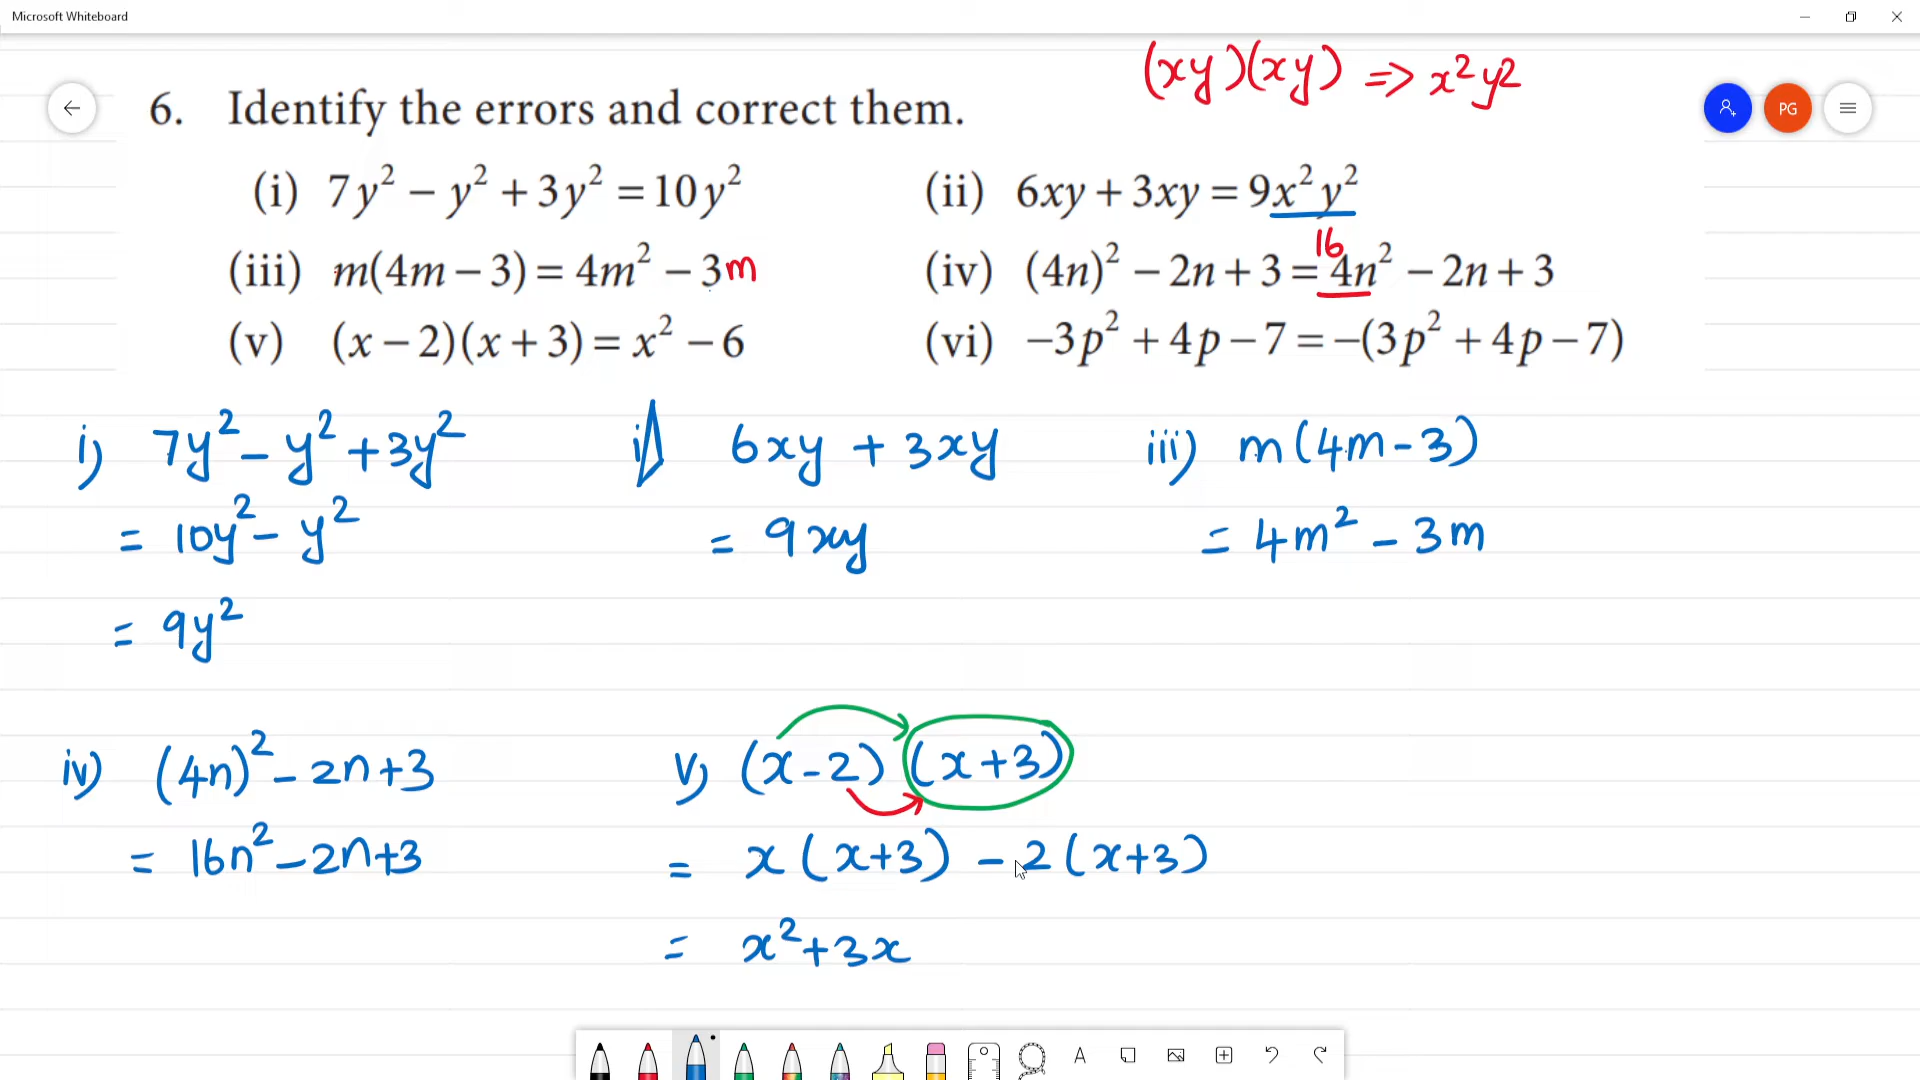 Microsoft Whiteboard
(xy)(xy) => x²y²
PG
6. Identify the errors and correct them.
(i) 7y² − y² + 3y² = 10y² (ii) 6xy + 3xy = 9x²y²
16
(iii) m(4m − 3) = 4m² − 3m (iv) (4n)² − 2n + 3 = 4n² − 2n + 3
(v) (x − 2)(x + 3) = x² − 6 (vi) −3p² + 4p − 7 = −(3p² + 4p − 7)
i) 7y² − y² + 3y² ii) 6xy + 3xy iii) m(4m − 3)
= 10y² − y² = 9xy = 4m² − 3m
= 9y²
iv) (4n)² − 2n + 3 v) (x − 2)(x + 3)
= 16n² − 2n + 3 = x(x + 3) − 2(x + 3)
= x² + 3x
A